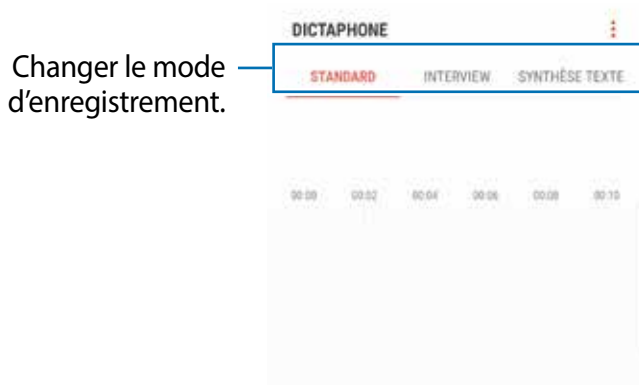 DICTAPHONE
Changer le mode
d'enregistrement.
STANDARD INTERVIEW SYNTHÈSE TEXTE
00:00 00:02 00:04 00:06 00:08 00:10